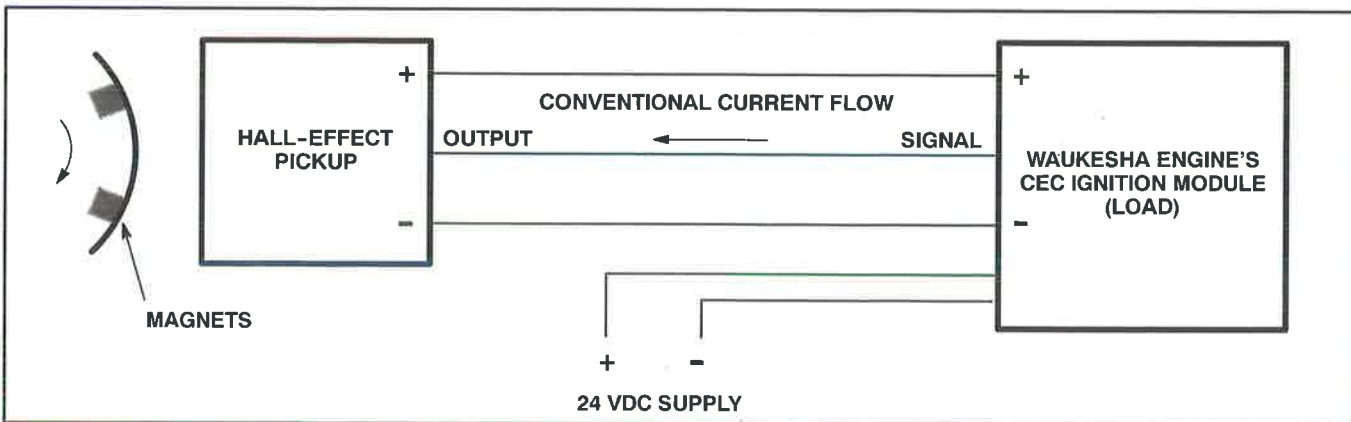 +
+
CONVENTIONAL CURRENT FLOW
HALL-EFFECT
PICKUP
OUTPUT
SIGNAL
WAUKESHA ENGINE'S
CEC IGNITION MODULE
(LOAD)
-
-
MAGNETS
+ -
24 VDC SUPPLY